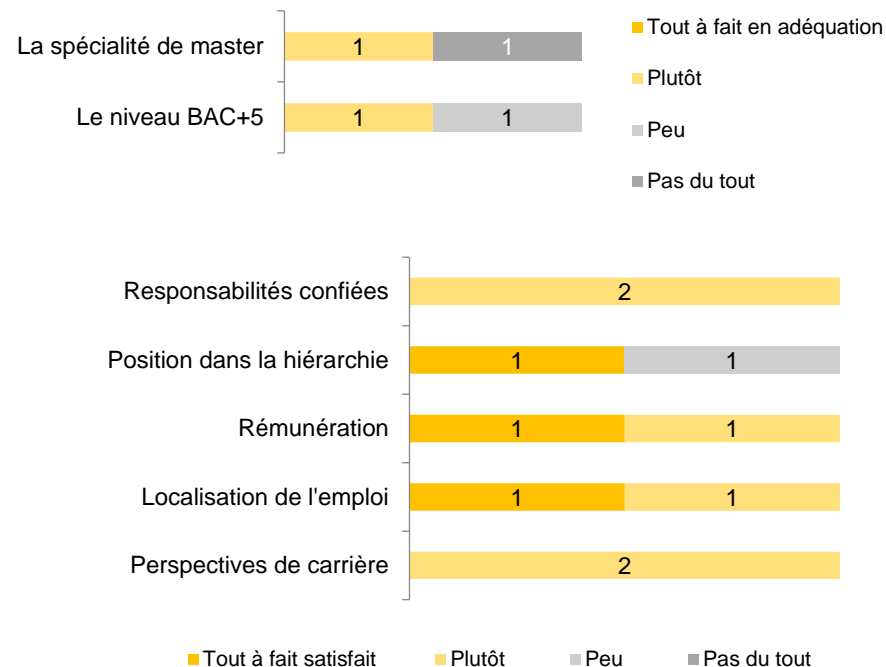 La spécialité de master 1 1
Le niveau BAC+5 1 1
Tout à fait en adéquation
Plutôt
Peu
Pas du tout
Responsabilités confiées 2
Position dans la hiérarchie 1 1
Rémunération 1 1
Localisation de l'emploi 1 1
Perspectives de carrière 2
Tout à fait satisfait Plutôt Peu Pas du tout